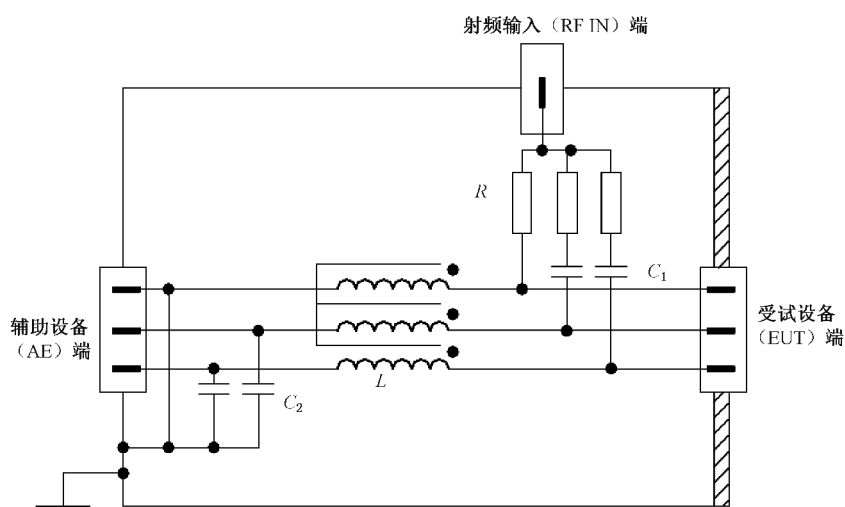 射频输入（RF IN）端
R
C1
辅助设备
（AE）端
受试设备
（EUT）端
L
C2